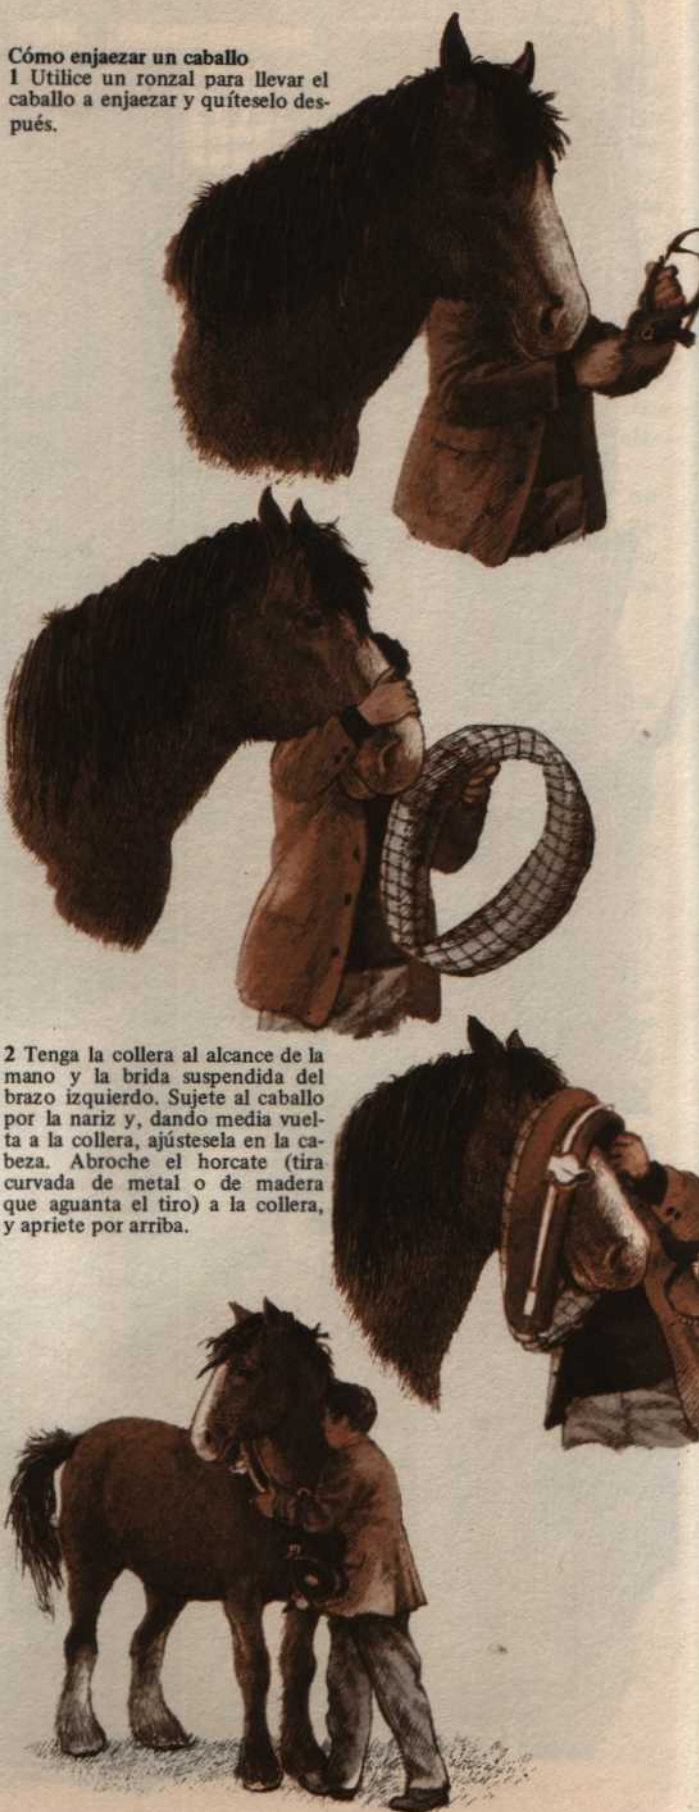 Cómo enjaezar un caballo
1 Utilice un ronzal para llevar el
caballo a enjaezar y quíteselo des-
pués.
2 Tenga la collera al alcance de la
mano y la brida suspendida del
brazo izquierdo. Sujete al caballo
por la nariz y, dando media vuel-
ta a la collera, ajústesela en la ca-
beza. Abroche el horcate (tira
curvada de metal o de madera
que aguanta el tiro) a la collera,
y apriete por arriba.